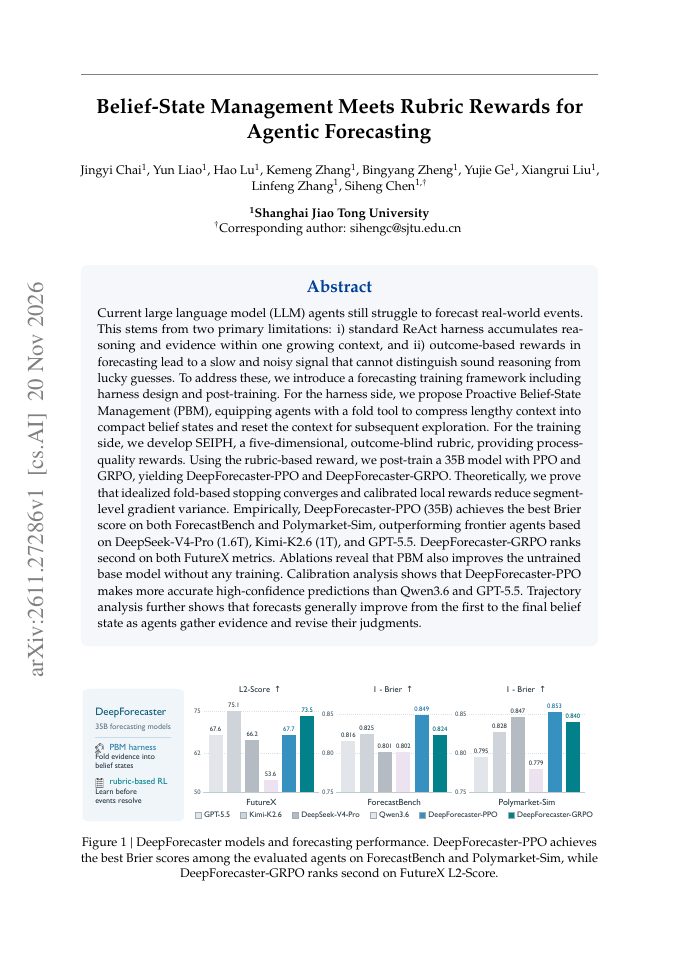 Belief-State Management Meets Rubric Rewards for
Agentic Forecasting
Jingyi Chai¹, Yun Liao¹, Hao Lu¹, Kemeng Zhang¹, Bingyang Zheng¹, Yujie Ge¹, Xiangrui Liu¹,
Linfeng Zhang¹, Siheng Chen¹,†
¹Shanghai Jiao Tong University
†Corresponding author: sihengc@sjtu.edu.cn
arXiv:2611.27286v1 [cs.AI] 20 Nov 2026
Abstract
Current large language model (LLM) agents still struggle to forecast real-world events.
This stems from two primary limitations: i) standard ReAct harness accumulates rea-
soning and evidence within one growing context, and ii) outcome-based rewards in
forecasting lead to a slow and noisy signal that cannot distinguish sound reasoning from
lucky guesses. To address these, we introduce a forecasting training framework including
harness design and post-training. For the harness side, we propose Proactive Belief-State
Management (PBM), equipping agents with a fold tool to compress lengthy context into
compact belief states and reset the context for subsequent exploration. For the training
side, we develop SEIPH, a five-dimensional, outcome-blind rubric, providing process-
quality rewards. Using the rubric-based reward, we post-train a 35B model with PPO and
GRPO, yielding DeepForecaster-PPO and DeepForecaster-GRPO. Theoretically, we prove
that idealized fold-based stopping converges and calibrated local rewards reduce segment-
level gradient variance. Empirically, DeepForecaster-PPO (35B) achieves the best Brier
score on both ForecastBench and Polymarket-Sim, outperforming frontier agents based
on DeepSeek-V4-Pro (1.6T), Kimi-K2.6 (1T), and GPT-5.5. DeepForecaster-GRPO ranks
second on both FutureX metrics. Ablations reveal that PBM also improves the untrained
base model without any training. Calibration analysis shows that DeepForecaster-PPO
makes more accurate high-confidence predictions than Qwen3.6 and GPT-5.5. Trajectory
analysis further shows that forecasts generally improve from the first to the final belief
state as agents gather evidence and revise their judgments.
DeepForecaster
35B forecasting models
PBM harness
Fold evidence into
belief states
rubric-based RL
Learn before
events resolve
L2-Score ↑
75
62
50
67.6
75.1
66.2
53.6
67.7
73.5
FutureX
1 - Brier ↑
0.85
0.80
0.75
0.816
0.825
0.801
0.802
0.849
0.824
ForecastBench
1 - Brier ↑
0.85
0.80
0.75
0.795
0.828
0.847
0.779
0.853
0.840
Polymarket-Sim
GPT-5.5 Kimi-K2.6 DeepSeek-V4-Pro Qwen3.6 DeepForecaster-PPO DeepForecaster-GRPO
Figure 1 | DeepForecaster models and forecasting performance. DeepForecaster-PPO achieves
the best Brier scores among the evaluated agents on ForecastBench and Polymarket-Sim, while
DeepForecaster-GRPO ranks second on FutureX L2-Score.